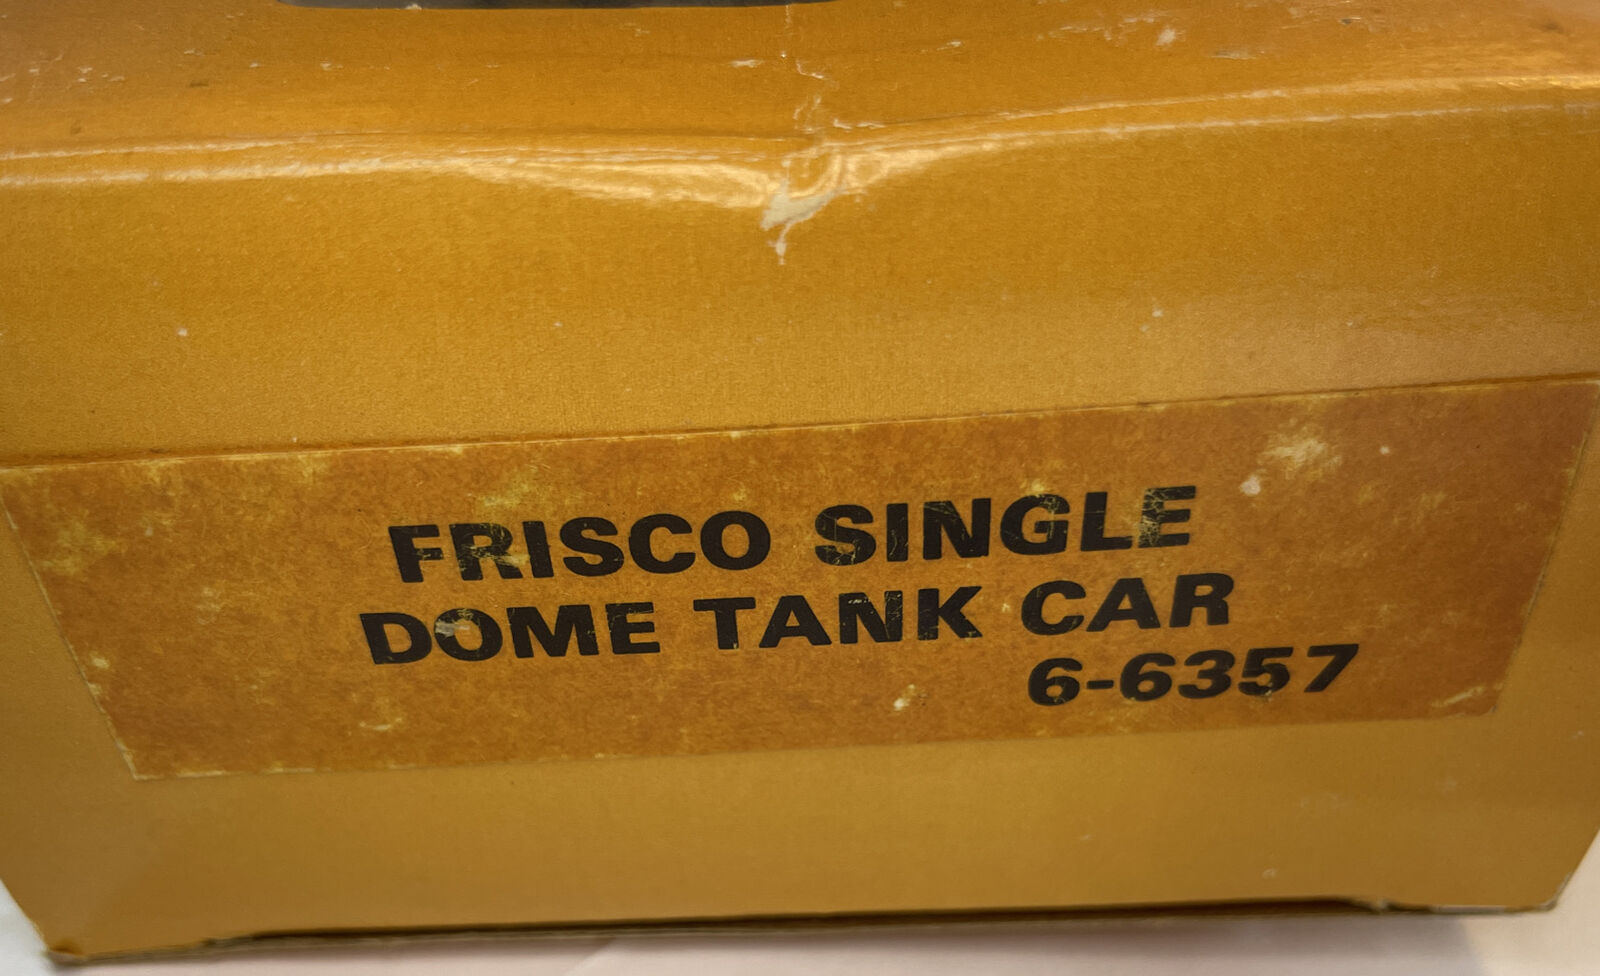 FRISCO SINGLE
DOME TANK CAR
6-6357